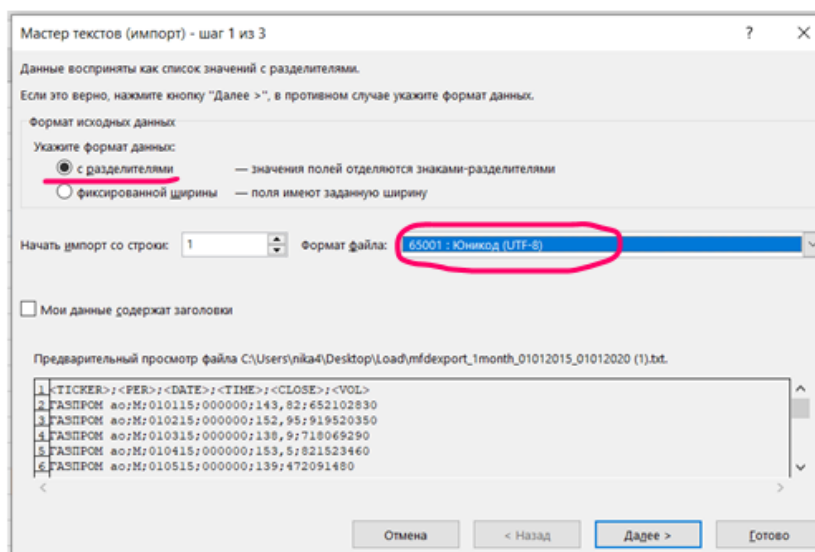 Мастер текстов (импорт) - шаг 1 из 3 ? ×
Данные восприняты как список значений с разделителями.
Если это верно, нажмите кнопку "Далее >", в противном случае укажите формат данных.
Формат исходных данных
Укажите формат данных:
с разделителями — значения полей отделяются знаками-разделителями
фиксированной ширины — поля имеют заданную ширину
Начать импорт со строки: 1 Формат файла: 65001 : Юникод (UTF-8)
Мои данные содержат заголовки
Предварительный просмотр файла C:\Users\nika4\Desktop\Load\mfdexport_1month_01012015_01012020 (1).txt.
1 <TICKER>;<PER>;<DATE>;<TIME>;<CLOSE>;<VOL>
2 ГАЗПРОМ ао;M;010115;000000;143,82;652102830
3 ГАЗПРОМ ао;M;010215;000000;152,95;919520350
4 ГАЗПРОМ ао;M;010315;000000;138,9;718069290
5 ГАЗПРОМ ао;M;010415;000000;153,5;821523460
6 ГАЗПРОМ ао;M;010515;000000;139;472091480
Отмена < Назад Далее > Готово